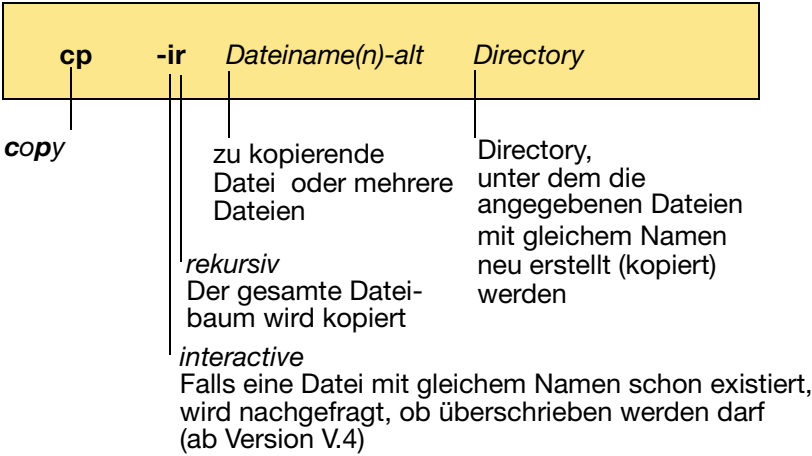 cp -ir Dateiname(n)-alt Directory
copy
zu kopierende
Datei oder mehrere
Dateien
Directory,
unter dem die
angegebenen Dateien
mit gleichem Namen
neu erstellt (kopiert)
werden
rekursiv
Der gesamte Datei-
baum wird kopiert
interactive
Falls eine Datei mit gleichem Namen schon existiert,
wird nachgefragt, ob überschrieben werden darf
(ab Version V.4)